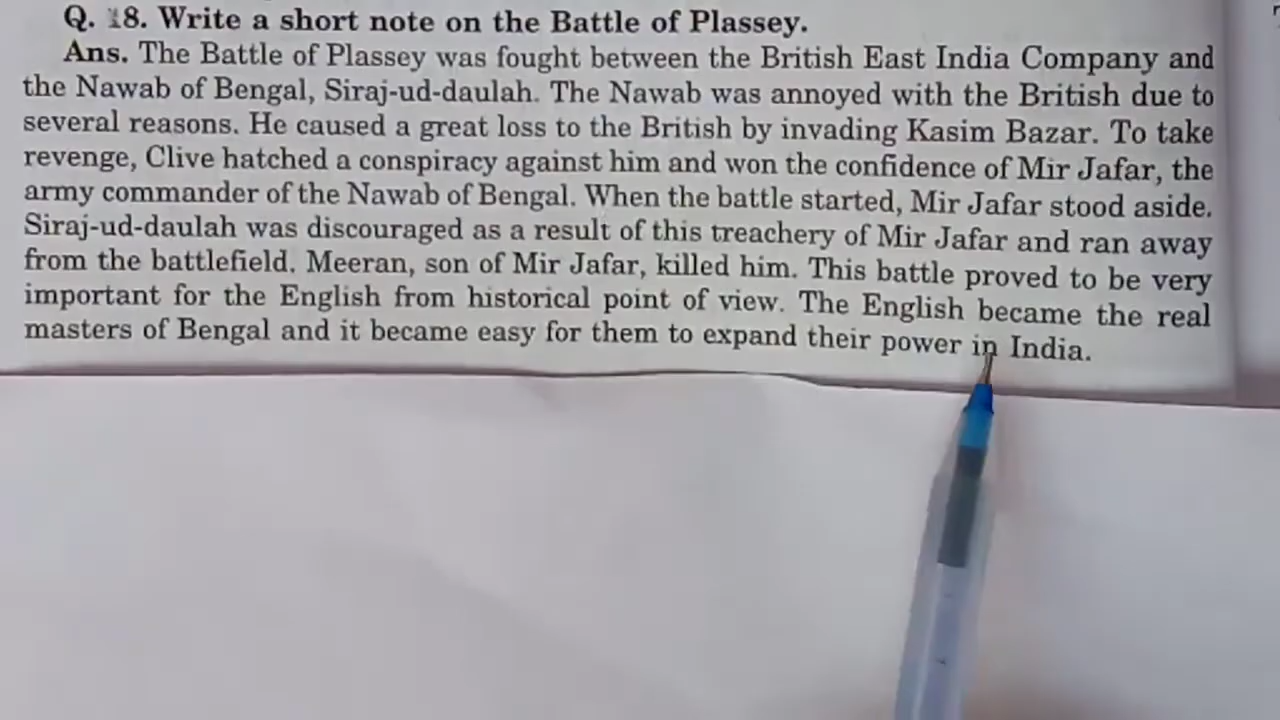 Q. 18. Write a short note on the Battle of Plassey.
Ans. The Battle of Plassey was fought between the British East India Company and
the Nawab of Bengal, Siraj-ud-daulah. The Nawab was annoyed with the British due to
several reasons. He caused a great loss to the British by invading Kasim Bazar. To take
revenge, Clive hatched a conspiracy against him and won the confidence of Mir Jafar, the
army commander of the Nawab of Bengal. When the battle started, Mir Jafar stood aside.
Siraj-ud-daulah was discouraged as a result of this treachery of Mir Jafar and ran away
from the battlefield. Meeran, son of Mir Jafar, killed him. This battle proved to be very
important for the English from historical point of view. The English became the real
masters of Bengal and it became easy for them to expand their power in India.